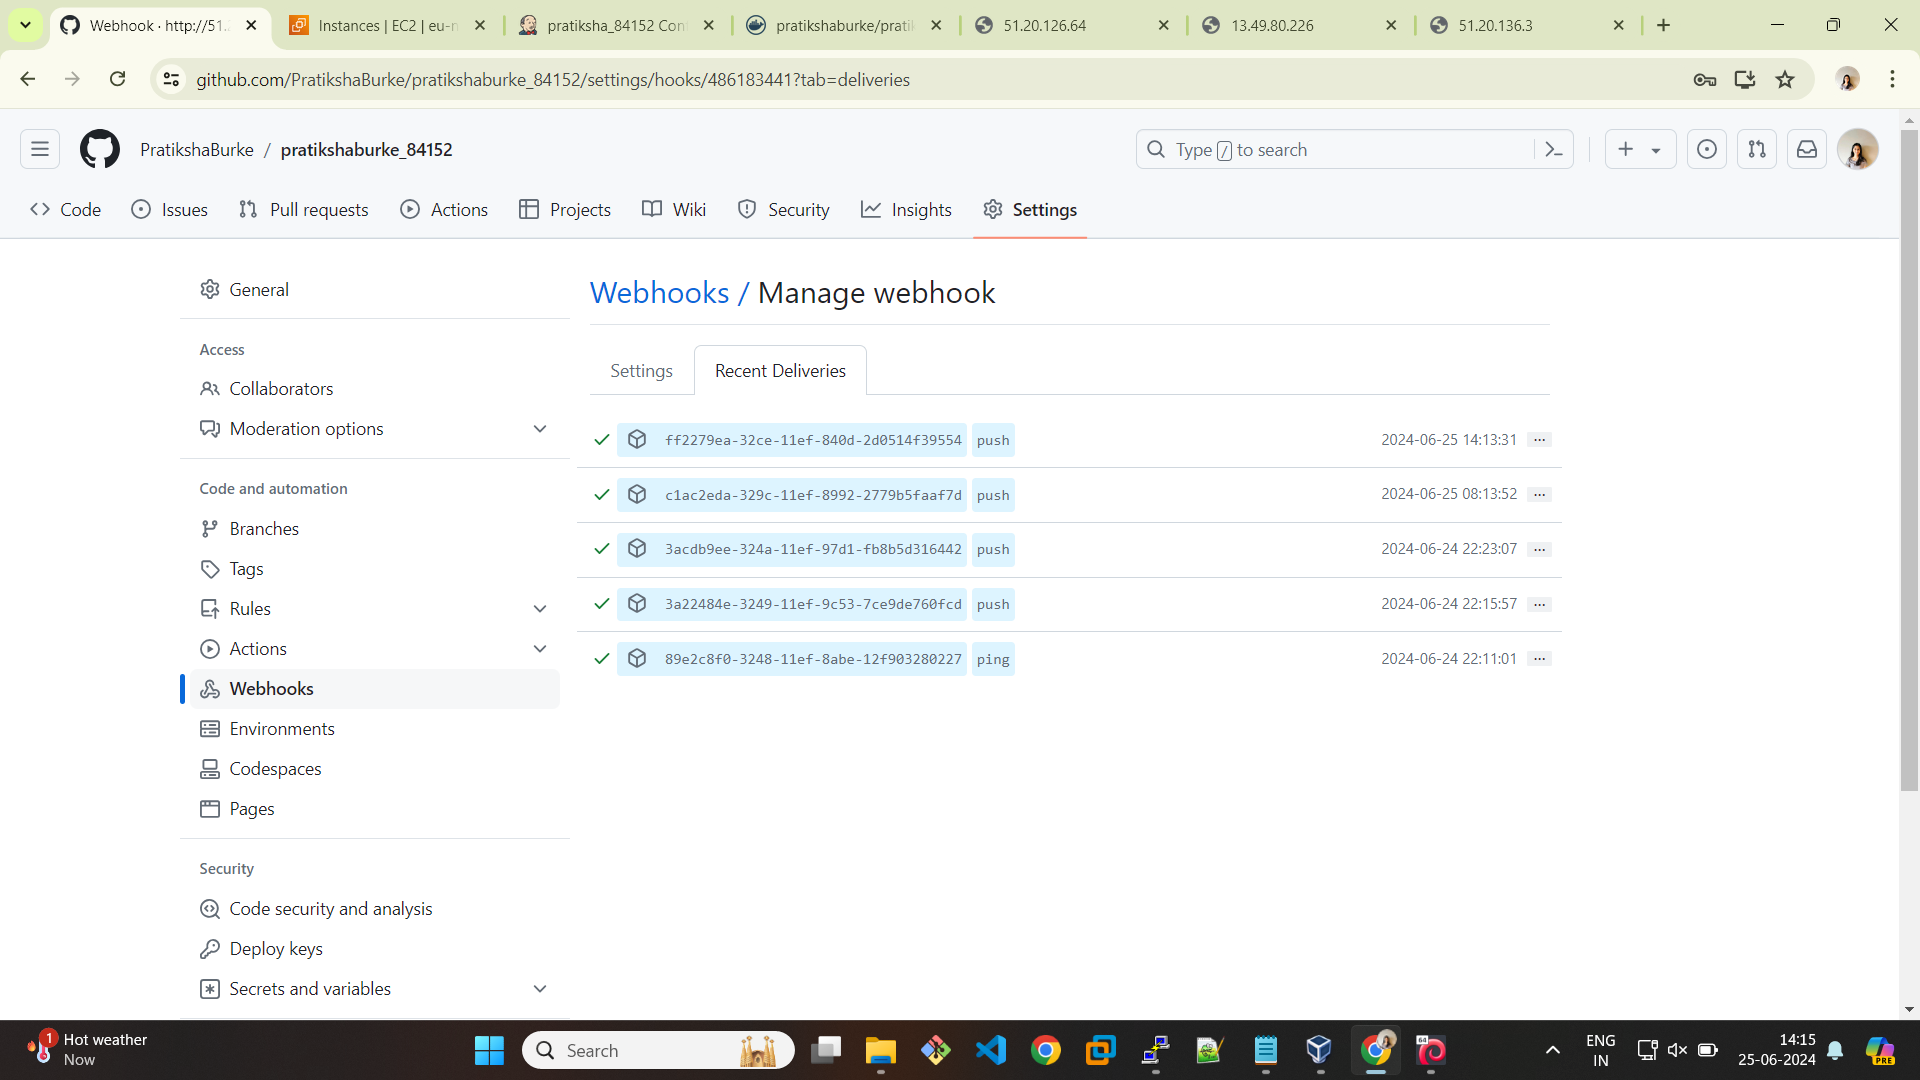 Webhook · http://51.2
Instances | EC2 | eu-n
pratiksha_84152 Con
pratikshaburke/prati
51.20.126.64
13.49.80.226
51.20.136.3
github.com/PratikshaBurke/pratikshaburke_84152/settings/hooks/486183441?tab=deliveries
PratikshaBurke / pratikshaburke_84152
Type / to search
Code
Issues
Pull requests
Actions
Projects
Wiki
Security
Insights
Settings
General
Access
Collaborators
Moderation options
Code and automation
Branches
Tags
Rules
Actions
Webhooks
Environments
Codespaces
Pages
Security
Code security and analysis
Deploy keys
Secrets and variables
Webhooks / Manage webhook
Settings
Recent Deliveries
ff2279ea-32ce-11ef-840d-2d0514f39554 push 2024-06-25 14:13:31 ...
c1ac2eda-329c-11ef-8992-2779b5faaf7d push 2024-06-25 08:13:52 ...
3acdb9ee-324a-11ef-97d1-fb8b5d316442 push 2024-06-24 22:23:07 ...
3a22484e-3249-11ef-9c53-7ce9de760fcd push 2024-06-24 22:15:57 ...
89e2c8f0-3248-11ef-8abe-12f903280227 ping 2024-06-24 22:11:01 ...
1
Hot weather
Now
Search
64
ENG
IN
14:15
25-06-2024
PRE